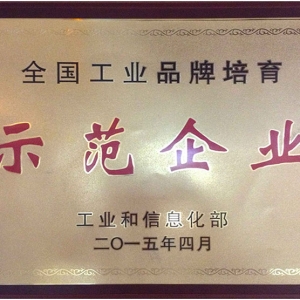 全国工业品牌培育
示范企业
工业和信息化部
二〇一五年四月